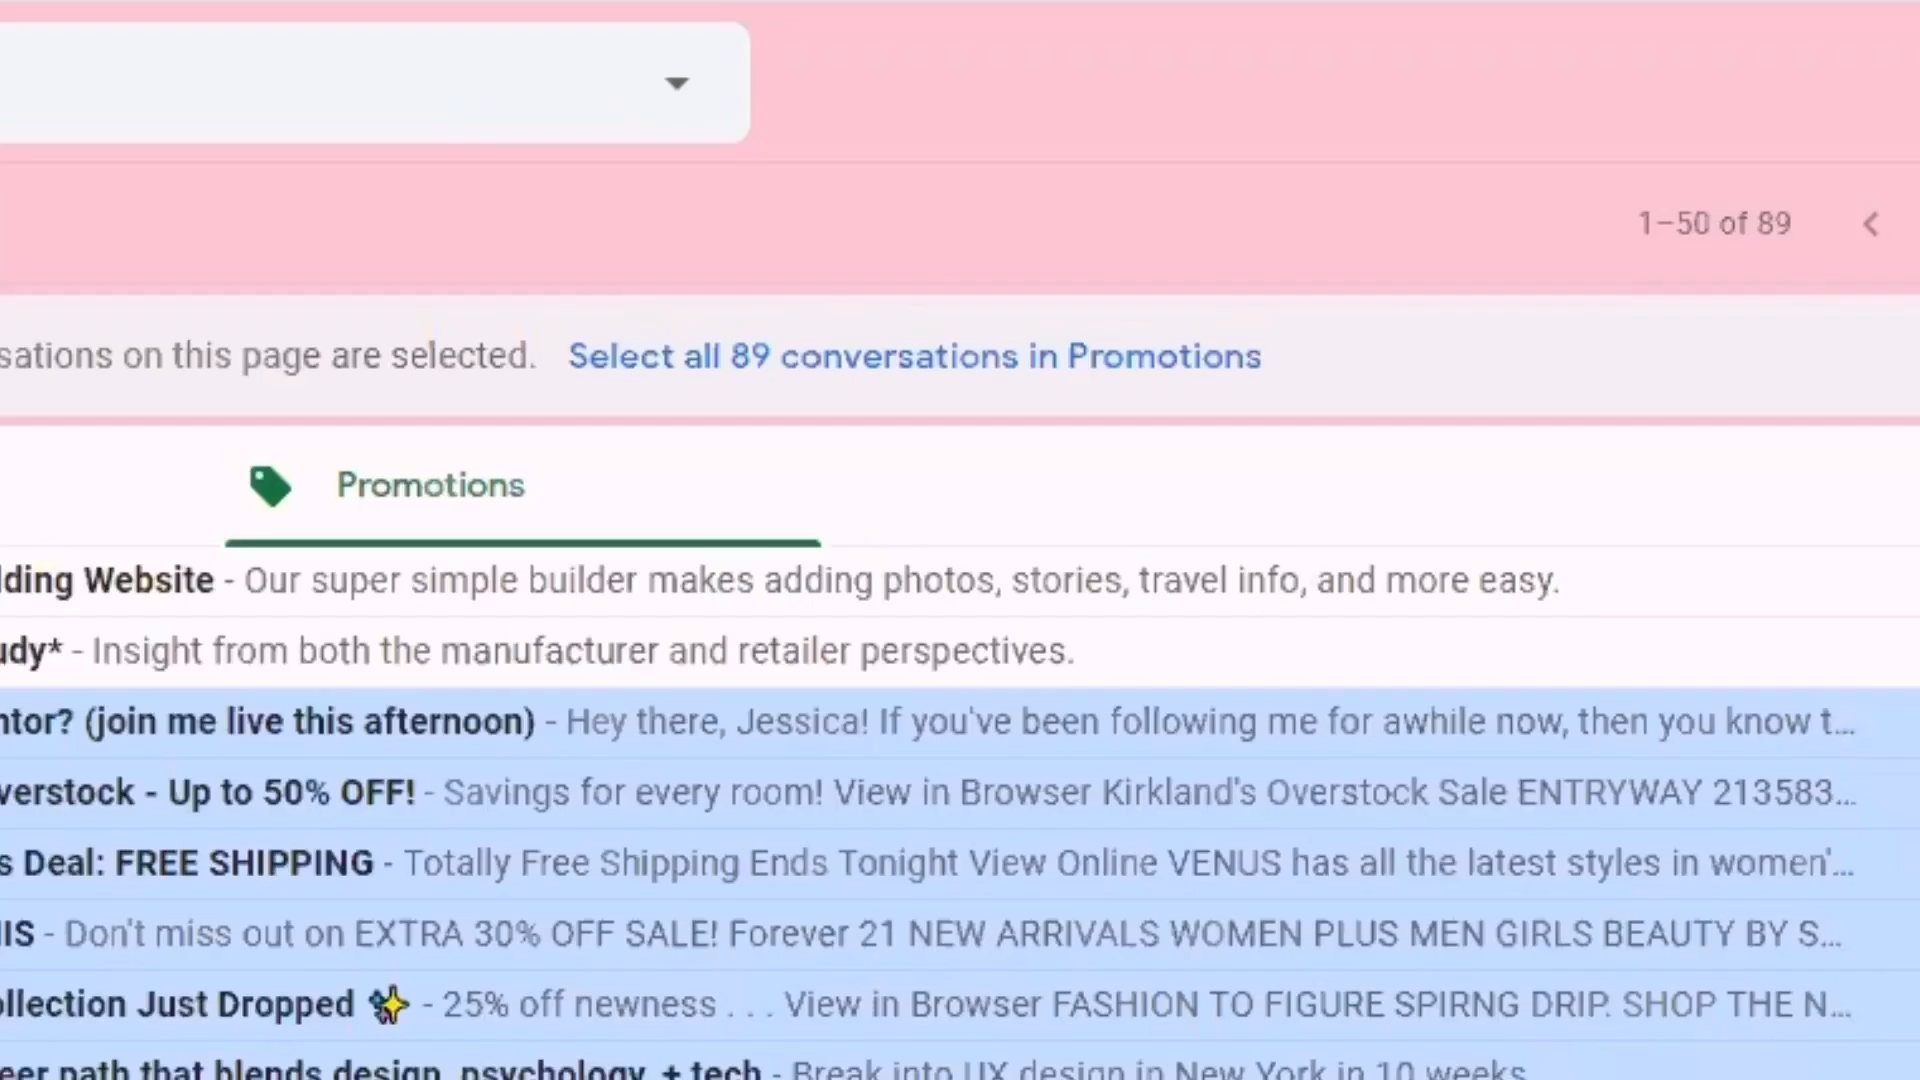 1–50 of 89
sations on this page are selected. Select all 89 conversations in Promotions
Promotions
lding Website - Our super simple builder makes adding photos, stories, travel info, and more easy.
udy* - Insight from both the manufacturer and retailer perspectives.
ntor? (join me live this afternoon) - Hey there, Jessica! If you've been following me for awhile now, then you know t...
verstock - Up to 50% OFF! - Savings for every room! View in Browser Kirkland's Overstock Sale ENTRYWAY 213583...
s Deal: FREE SHIPPING - Totally Free Shipping Ends Tonight View Online VENUS has all the latest styles in women'...
IIS - Don't miss out on EXTRA 30% OFF SALE! Forever 21 NEW ARRIVALS WOMEN PLUS MEN GIRLS BEAUTY BY S...
ollection Just Dropped ✨ - 25% off newness . . . View in Browser FASHION TO FIGURE SPIRNG DRIP. SHOP THE N...
eer path that blends design, psychology, + tech - Break into UX design in New York in 10 weeks